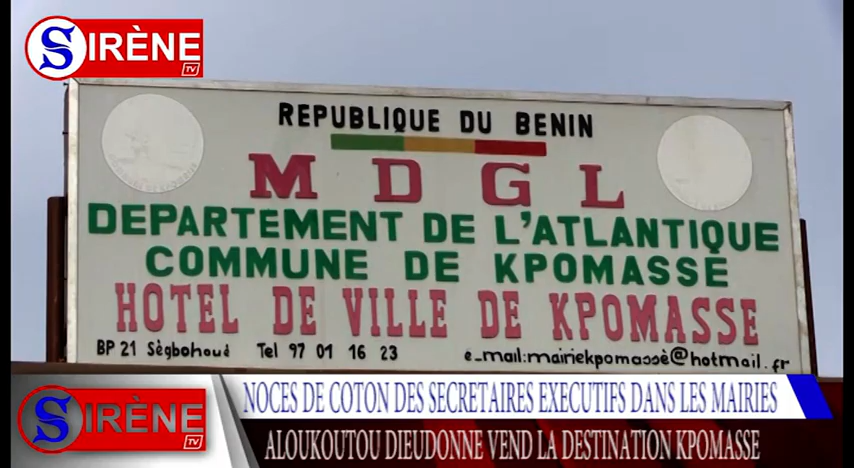 SIRÈNE TV
REPUBLIQUE DU BENIN
MDGL
DEPARTEMENT DE L'ATLANTIQUE
COMMUNE DE KPOMASSE
HOTEL DE VILLE DE KPOMASSE
BP 21 Sègbohoué Tel 97 01 16 23 é_mail:mairiekpomassè@hotmail.fr
SIRÈNE TV
NOCES DE COTON DES SECRETAIRES EXECUTIFS DANS LES MAIRIES
ALOUKOUTOU DIEUDONNE VEND LA DESTINATION KPOMASSE